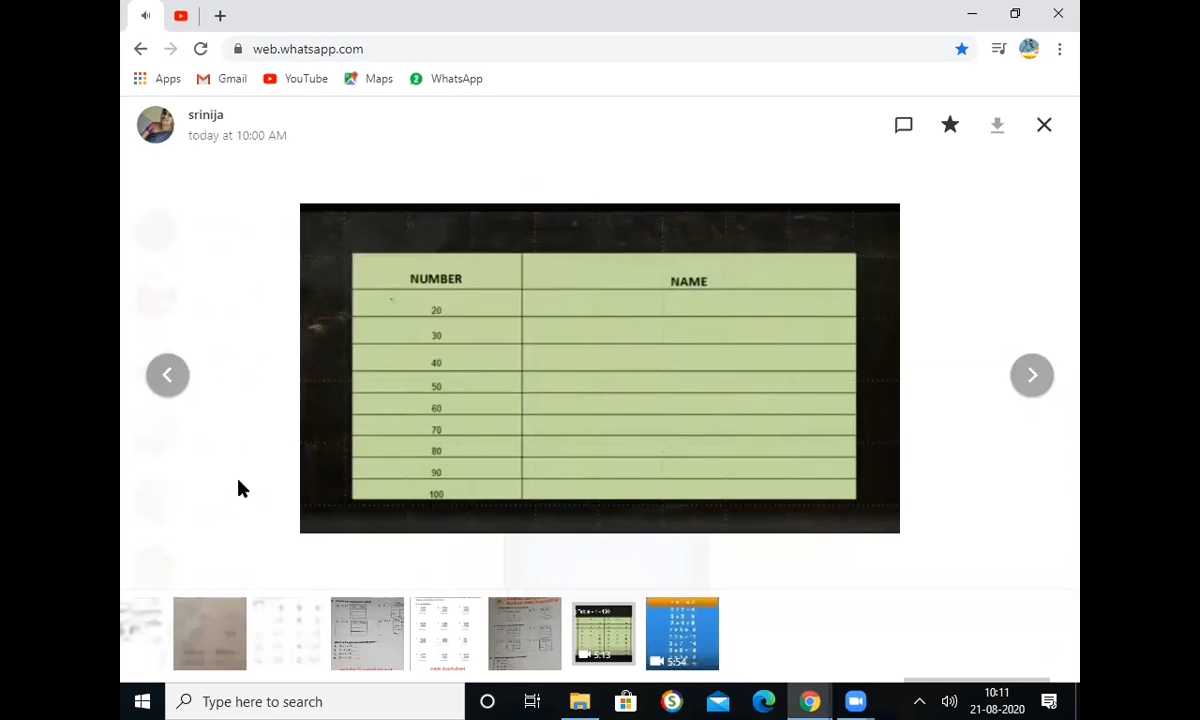 web.whatsapp.com
Apps Gmail YouTube Maps 2 WhatsApp
srinija
today at 10:00 AM
NUMBER NAME
20
30
40
50
60
70
80
90
100
5:13 5:54
Type here to search
10:11
21-08-2020